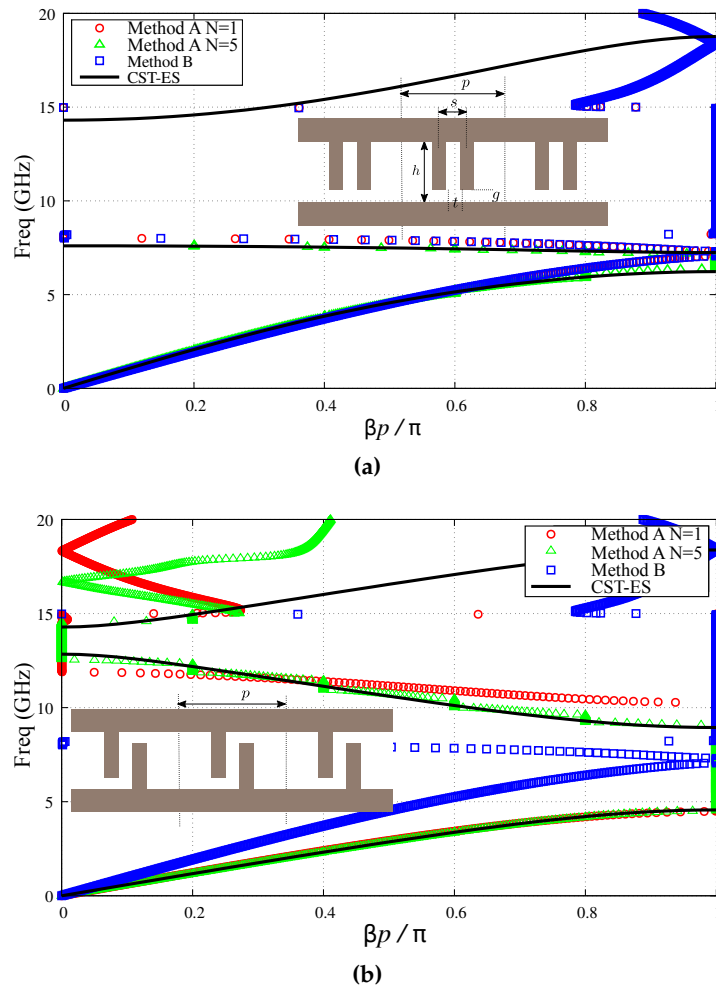 20
15
10
5
0
Freq (GHz)
Method A N=1
Method A N=5
Method B
CST-ES
p
s
h
t
g
0
0.2
0.4
0.6
0.8
1
βp / π
(a)
20
15
10
5
0
Freq (GHz)
Method A N=1
Method A N=5
Method B
CST-ES
p
0
0.2
0.4
0.6
0.8
1
βp / π
(b)